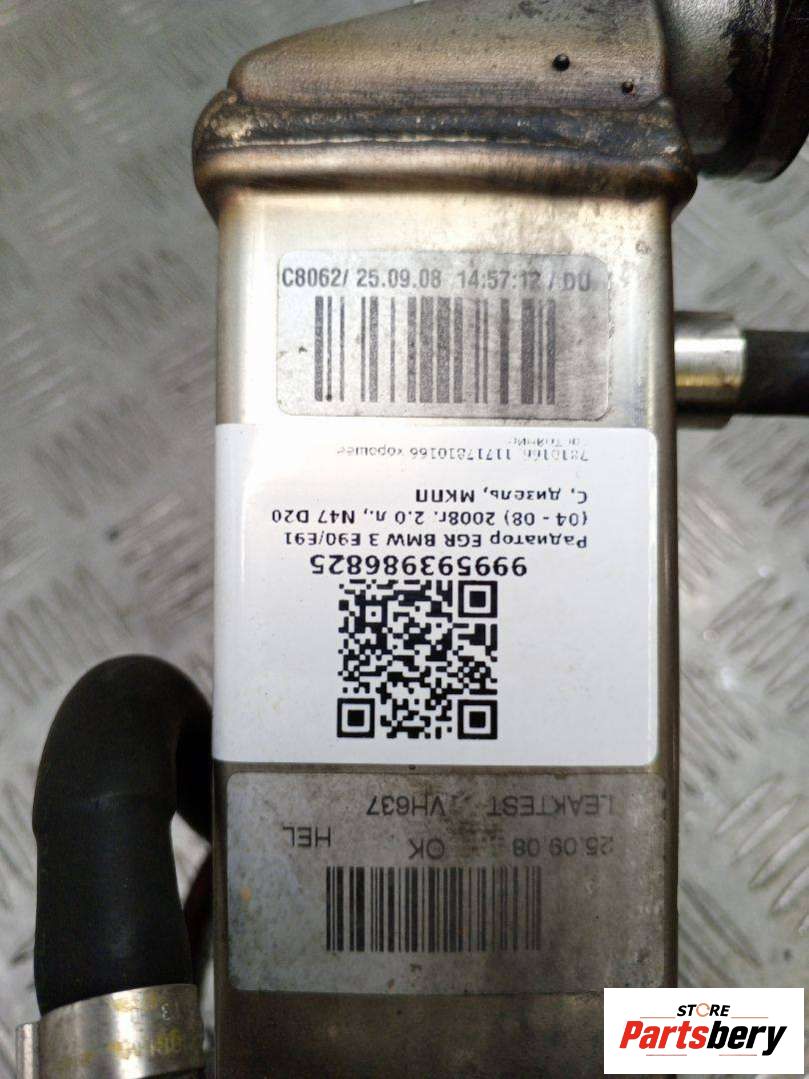 C8062/ 25.09.08 14:57:12 / DU
999593986825
Радиатор EGR BMW 3 E90/E91
(04 - 08) 2008г. 2.0 л., N47 D20
C, дизель, МКПП
7810166, 11717810166 хорошее
LEAKTEST VH637
25.09.08 OK HEL
STORE
Partsbery